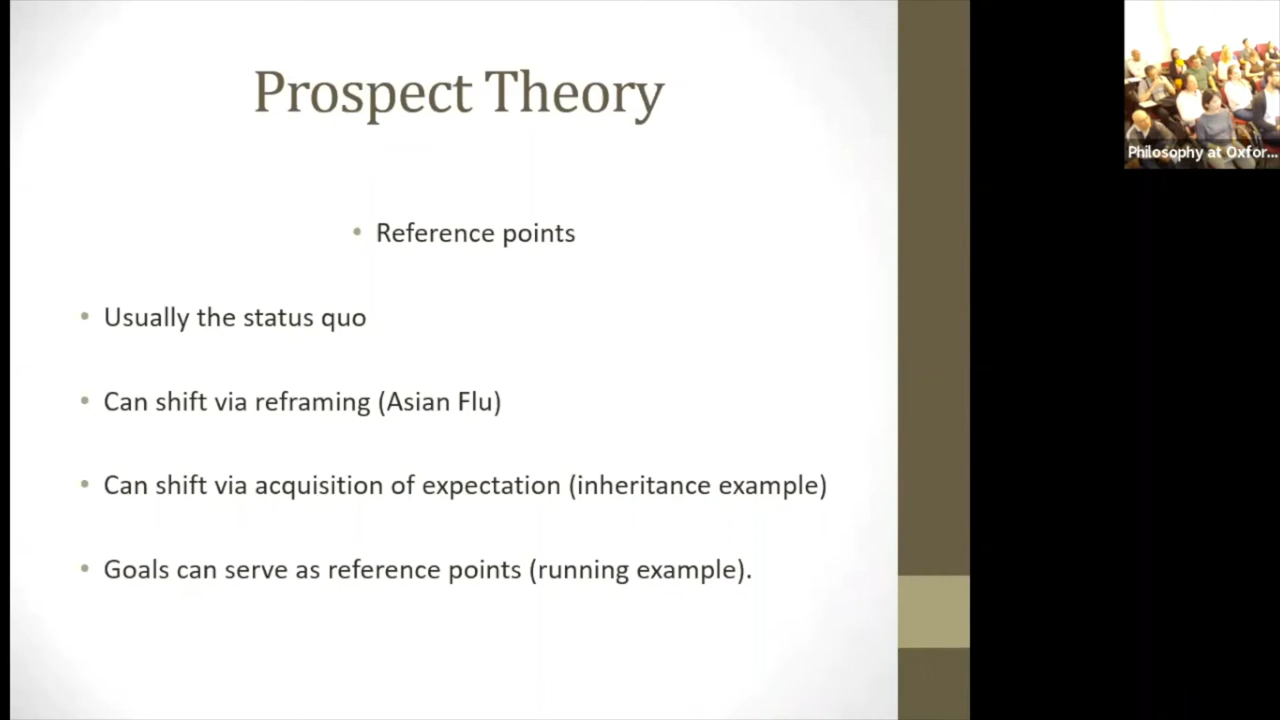 Prospect Theory
• Reference points
• Usually the status quo
• Can shift via reframing (Asian Flu)
• Can shift via acquisition of expectation (inheritance example)
• Goals can serve as reference points (running example).
Philosophy at Oxfor...